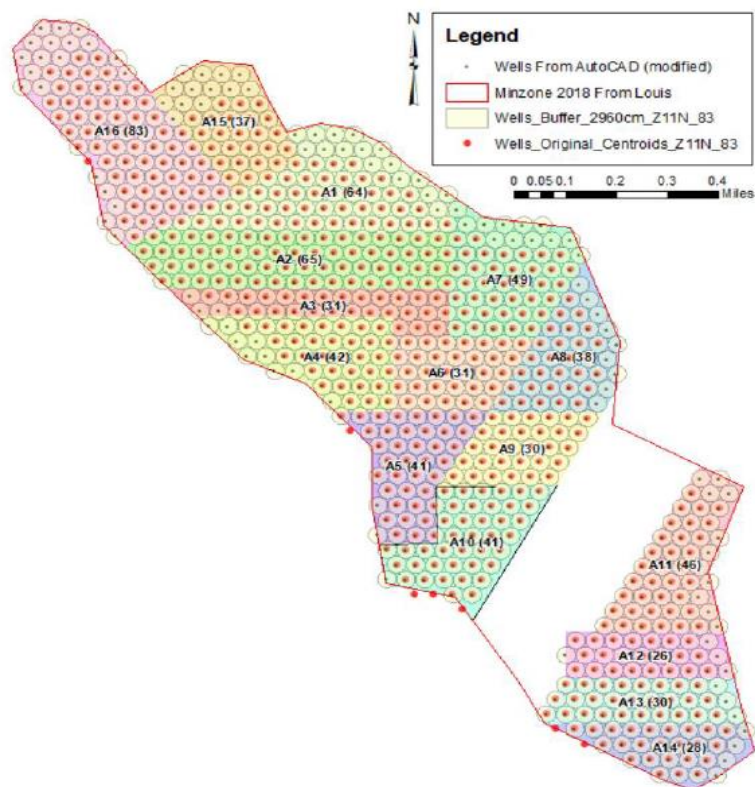 N
Legend
Wells From AutoCAD (modified)
Minzone 2018 From Louis
Wells_Buffer_2960cm_Z11N_83
Wells_Original_Centroids_Z11N_83
0 0.05 0.1 0.2 0.3 0.4
Miles
A15 (37)
A16 (83)
A1 (64)
A2 (65)
A7 (49)
A3 (31)
A4 (42)
A6 (31)
A8 (38)
A9 (30)
A5 (41)
A10 (41)
A11 (46)
A12 (26)
A13 (30)
A14 (28)